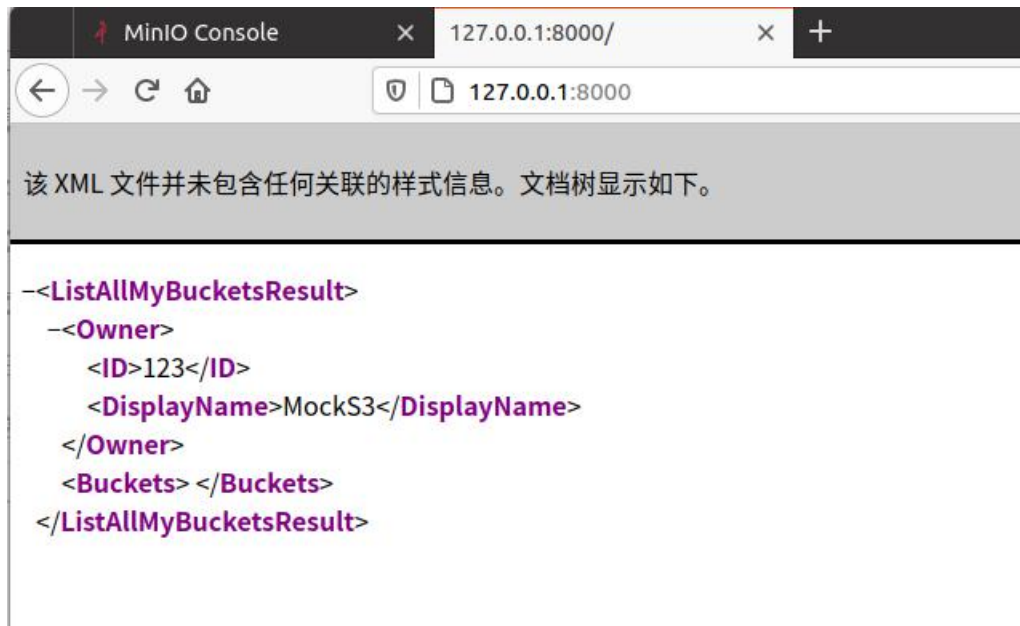 MinIO Console
127.0.0.1:8000/
127.0.0.1:8000
该 XML 文件并未包含任何关联的样式信息。文档树显示如下。
−<ListAllMyBucketsResult>
−<Owner>
<ID>123</ID>
<DisplayName>MockS3</DisplayName>
</Owner>
<Buckets> </Buckets>
</ListAllMyBucketsResult>